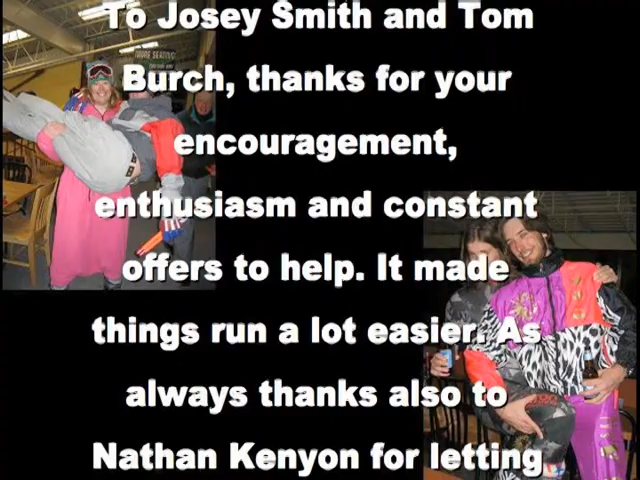 To Josey Smith and Tom
Burch, thanks for your
encouragement,
enthusiasm and constant
offers to help. It made
things run a lot easier. As
always thanks also to
Nathan Kenyon for letting